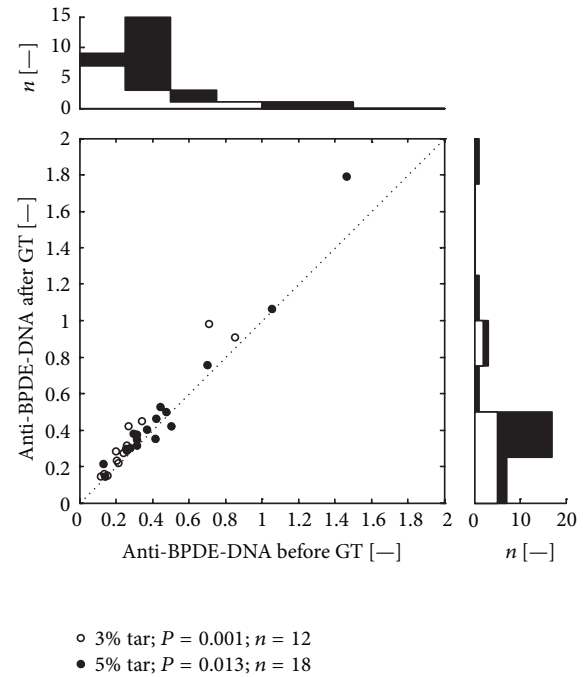 15
10
5
0
n [—]
2
1.8
1.6
1.4
1.2
1
0.8
0.6
0.4
0.2
0
Anti-BPDE-DNA after GT [—]
0 0.2 0.4 0.6 0.8 1 1.2 1.4 1.6 1.8 2
Anti-BPDE-DNA before GT [—]
0 10 20
n [—]
3% tar; P = 0.001; n = 12
5% tar; P = 0.013; n = 18